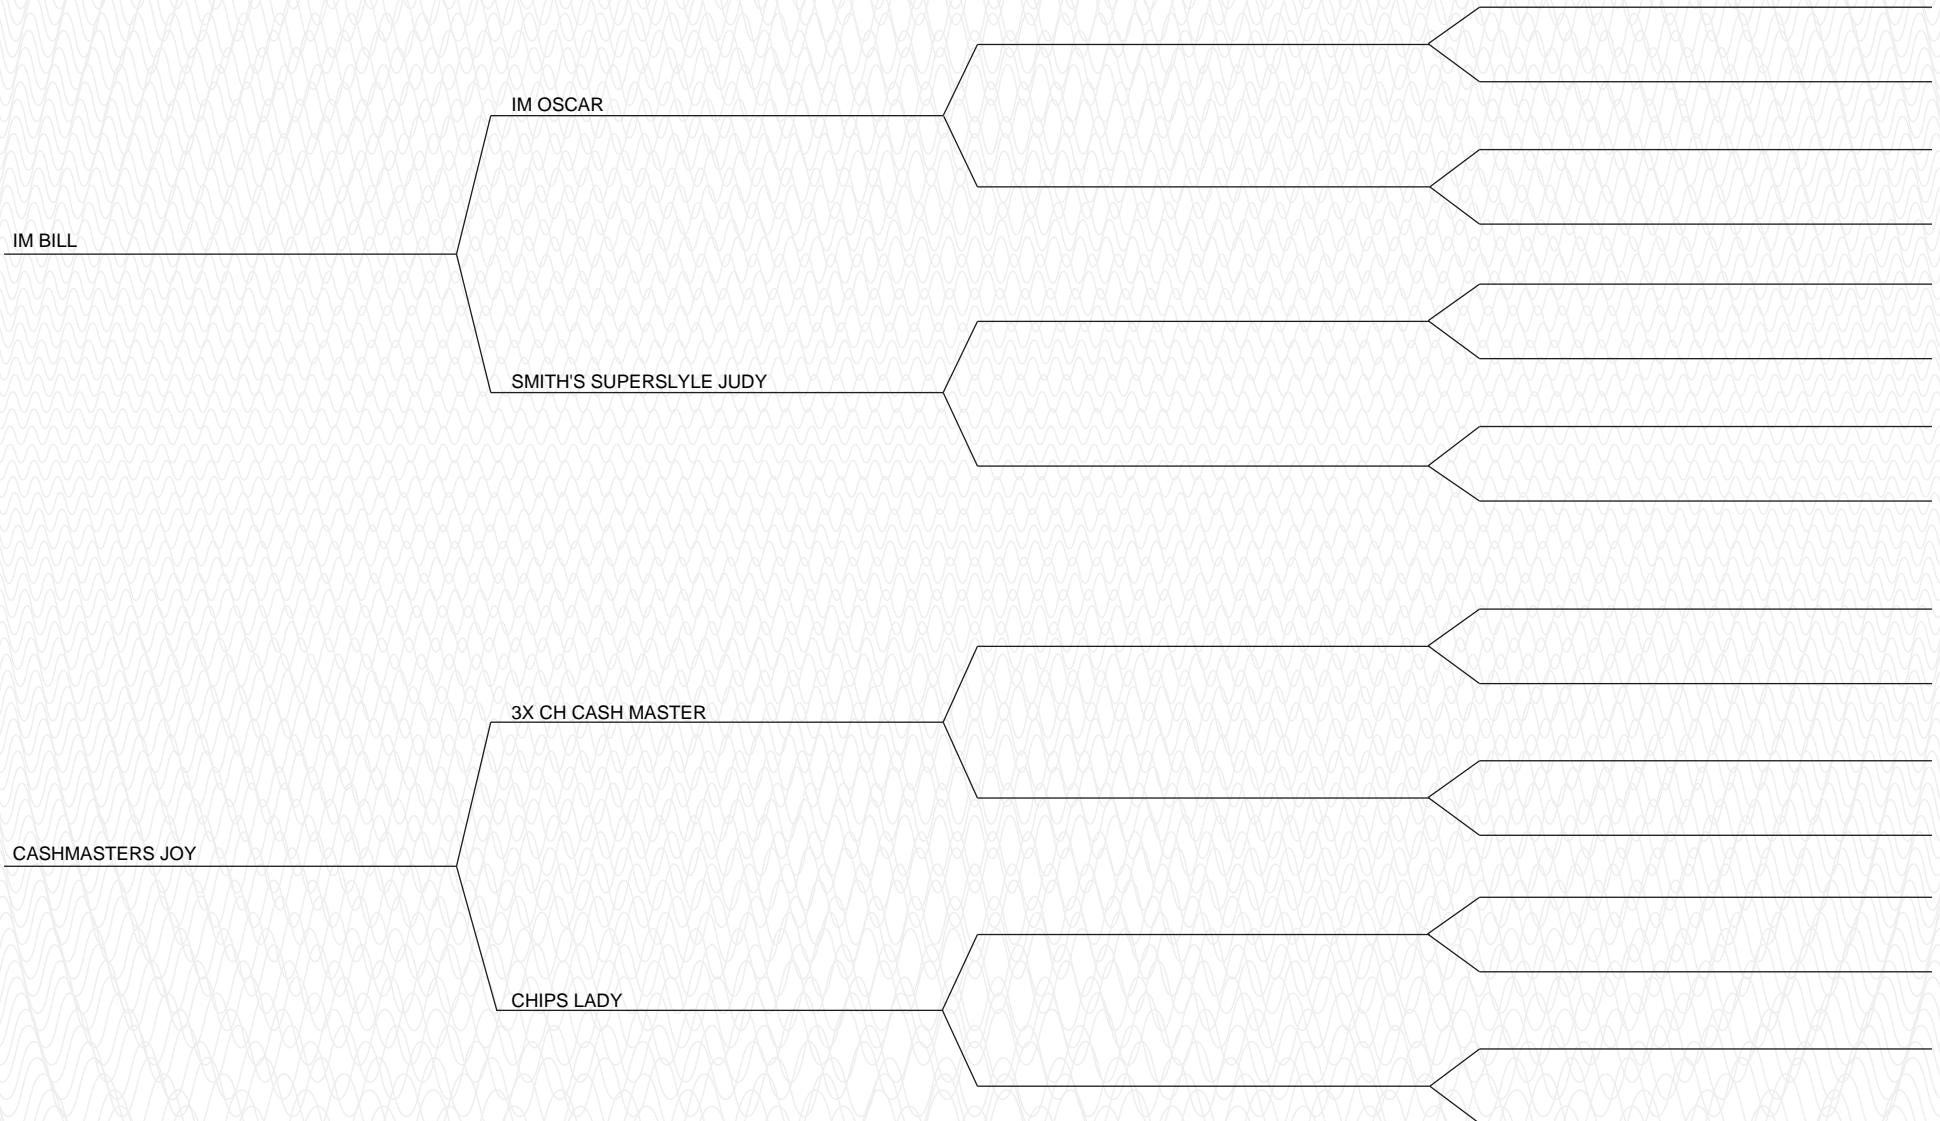 IM OSCAR
IM BILL
SMITH'S SUPERSLYLE JUDY
3X CH CASH MASTER
CASHMASTERS JOY
CHIPS LADY